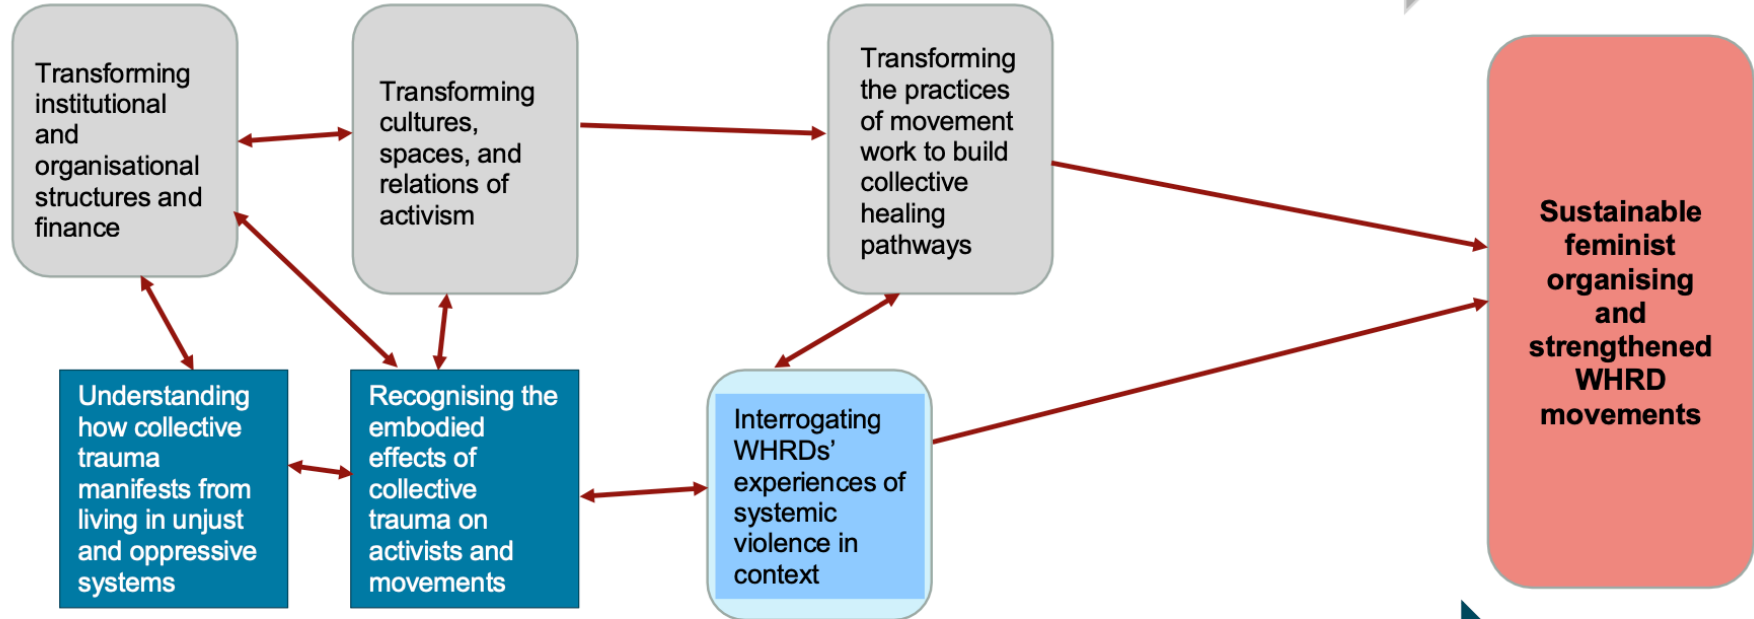 Transforming
institutional
and
organisational
structures and
finance
Transforming
cultures,
spaces, and
relations of
activism
Transforming
the practices
of movement
work to build
collective
healing
pathways
Sustainable
feminist
organising
and
strengthened
WHRD
movements
Understanding
how collective
trauma
manifests from
living in unjust
and oppressive
systems
Recognising the
embodied
effects of
collective
trauma on
activists and
movements
Interrogating
WHRDs’
experiences of
systemic
violence in
context